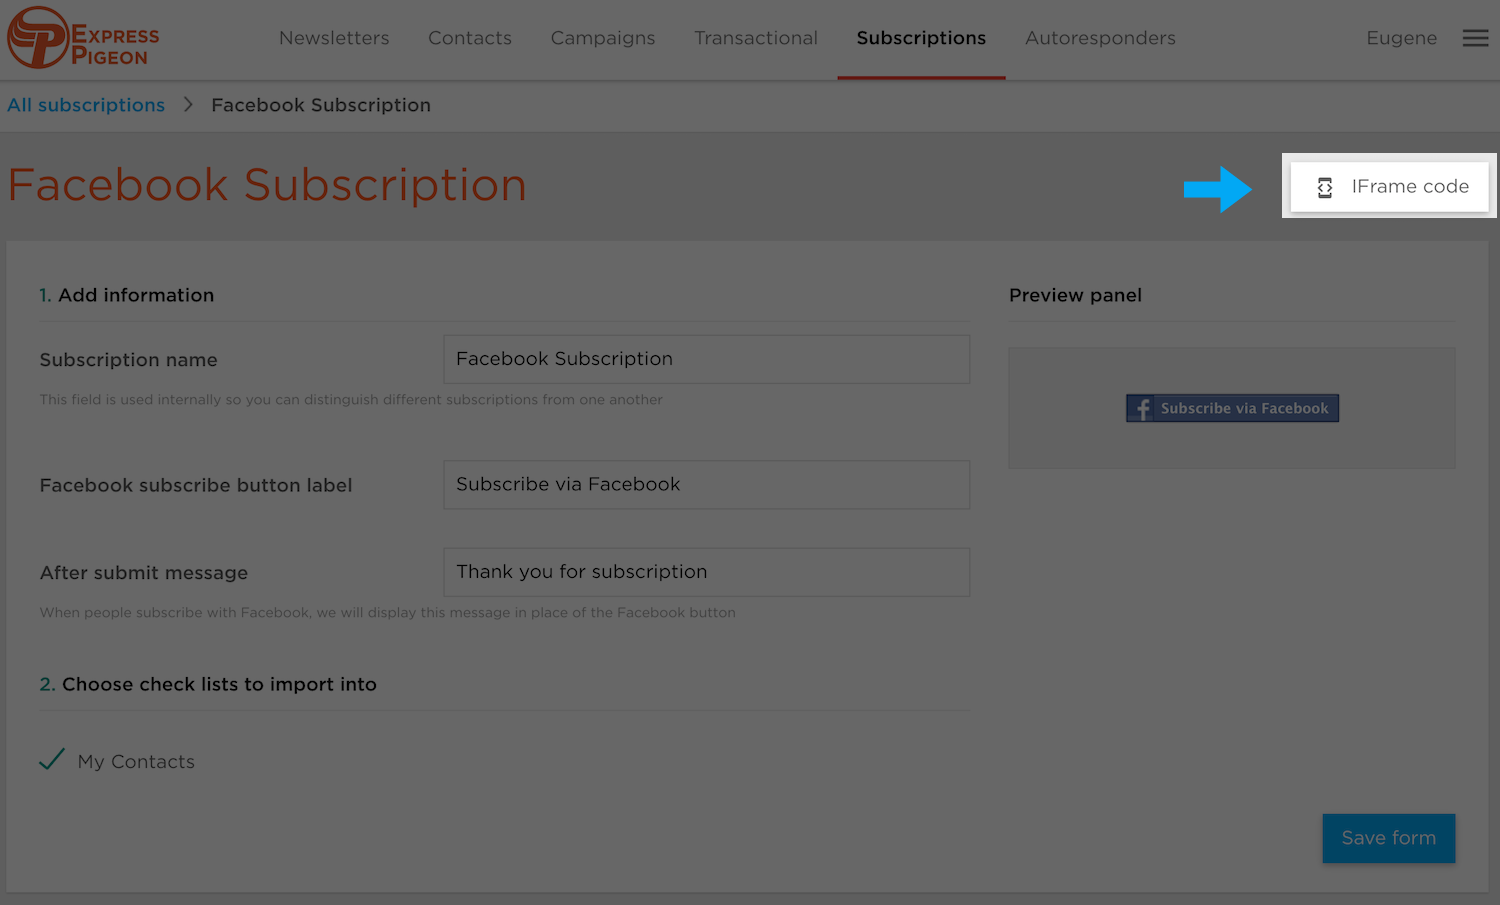 EXPRESS
PIGEON
Newsletters Contacts Campaigns Transactional Subscriptions Autoresponders Eugene
All subscriptions > Facebook Subscription
Facebook Subscription
IFrame code
1. Add information
Preview panel
Subscription name
Facebook Subscription
This field is used internally so you can distinguish different subscriptions from one another
f Subscribe via Facebook
Facebook subscribe button label
Subscribe via Facebook
After submit message
Thank you for subscription
When people subscribe with Facebook, we will display this message in place of the Facebook button
2. Choose check lists to import into
My Contacts
Save form